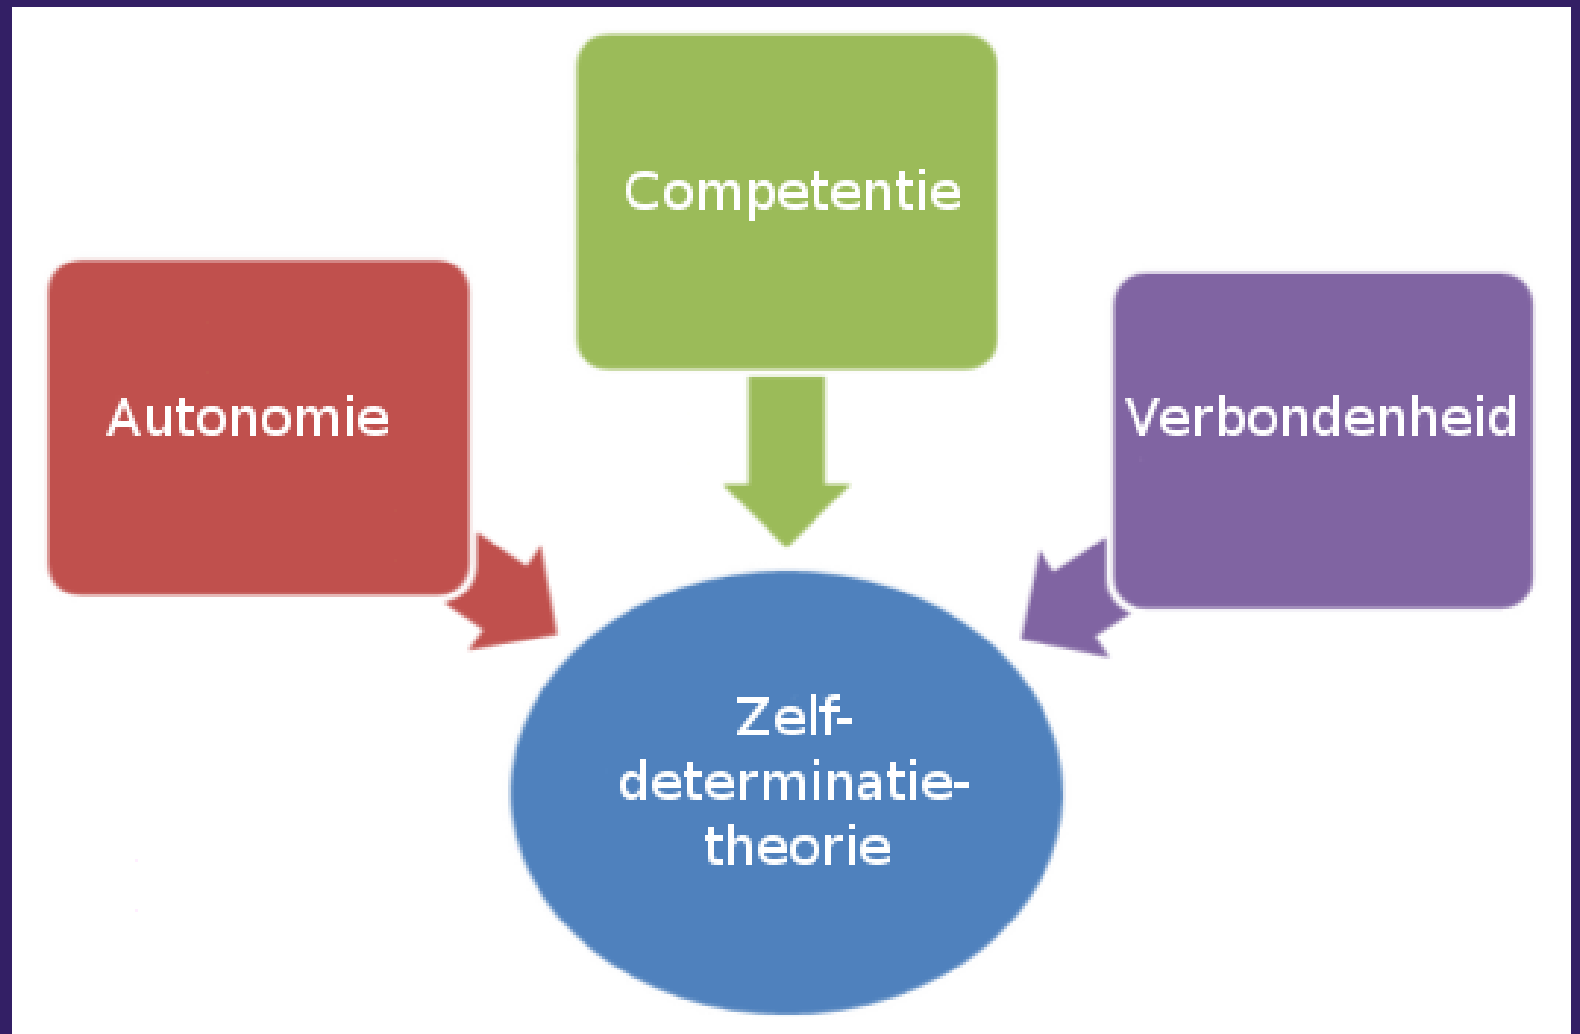 Competentie
Autonomie
Verbondenheid
Zelf-
determinatie-
theorie